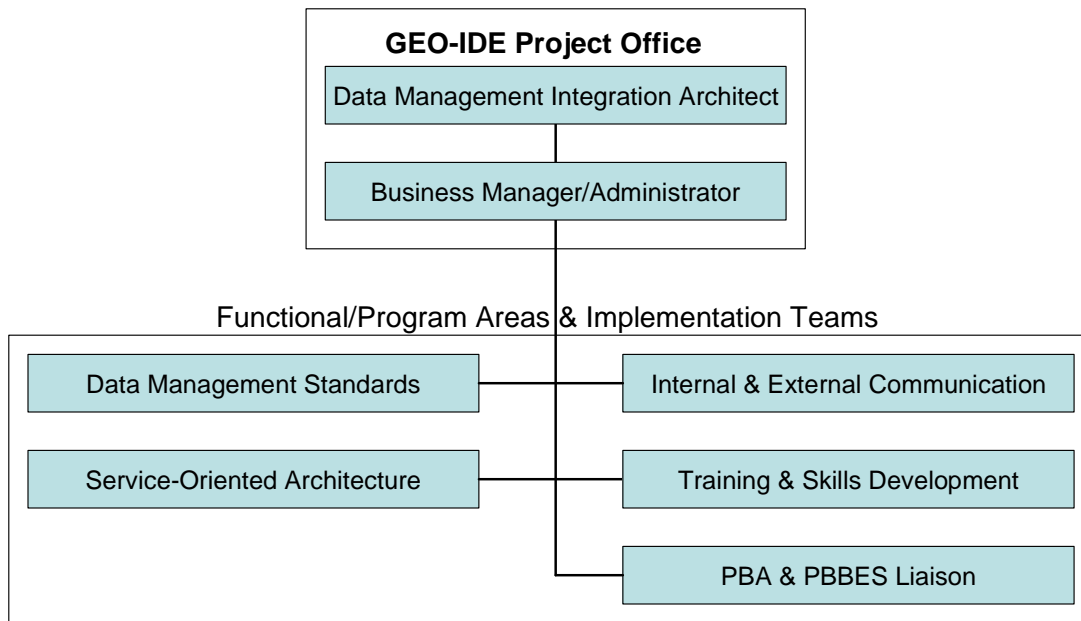 GEO-IDE Project Office
Data Management Integration Architect
Business Manager/Administrator
Functional/Program Areas & Implementation Teams
Data Management Standards
Internal & External Communication
Service-Oriented Architecture
Training & Skills Development
PBA & PBBES Liaison